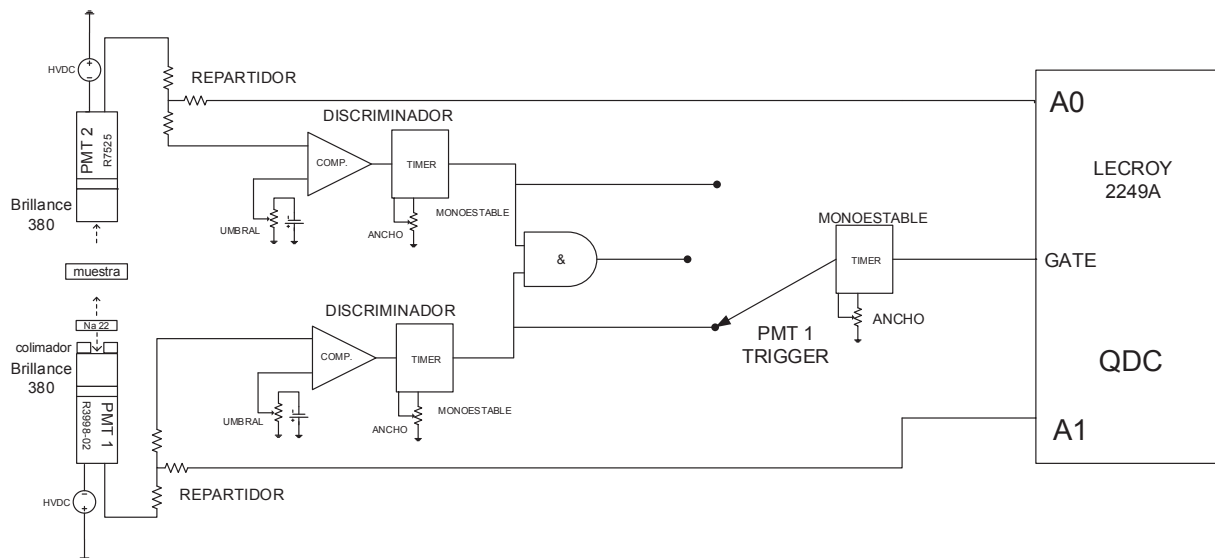 HVDC
REPARTIDOR
A0
DISCRIMINADOR
PMT 2
R7525
COMP.
TIMER
LECROY
2249A
Brillance
380
UMBRAL
MONOESTABLE
ANCHO
MONOESTABLE
muestra
&
TIMER
GATE
DISCRIMINADOR
ANCHO
Na 22
colimador
Brillance
380
COMP.
TIMER
PMT 1
TRIGGER
QDC
PMT 1
R3998-02
UMBRAL
MONOESTABLE
ANCHO
A1
HVDC
REPARTIDOR